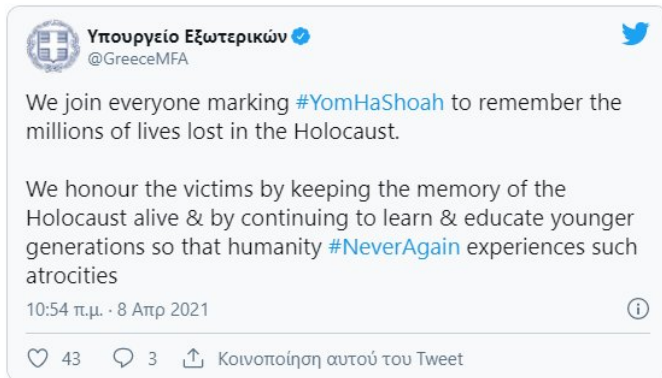 Υπουργείο Εξωτερικών
@GreeceMFA
We join everyone marking #YomHaShoah to remember the
millions of lives lost in the Holocaust.
We honour the victims by keeping the memory of the
Holocaust alive & by continuing to learn & educate younger
generations so that humanity #NeverAgain experiences such
atrocities
10:54 π.μ. · 8 Απρ 2021
43 3 Κοινοποίηση αυτού του Tweet